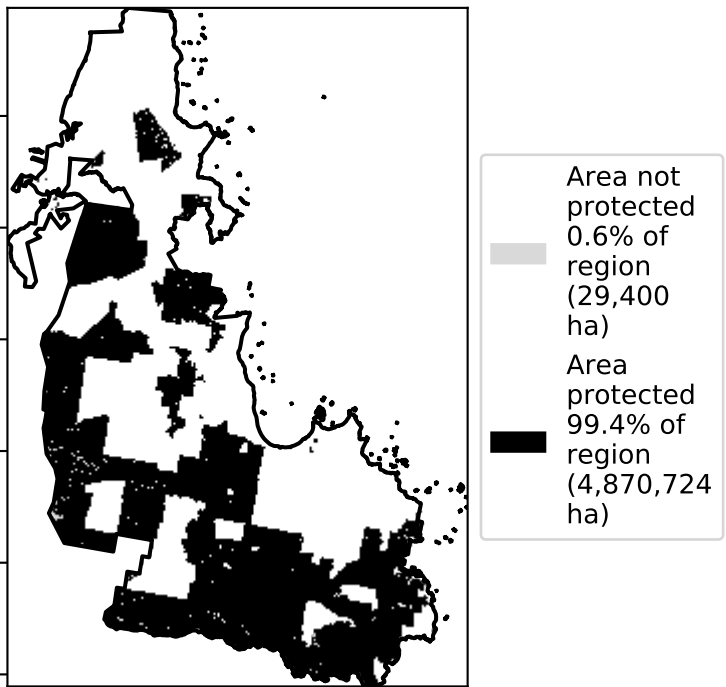 Area not
protected
0.6% of
region
(29,400
ha)
Area
protected
99.4% of
region
(4,870,724
ha)